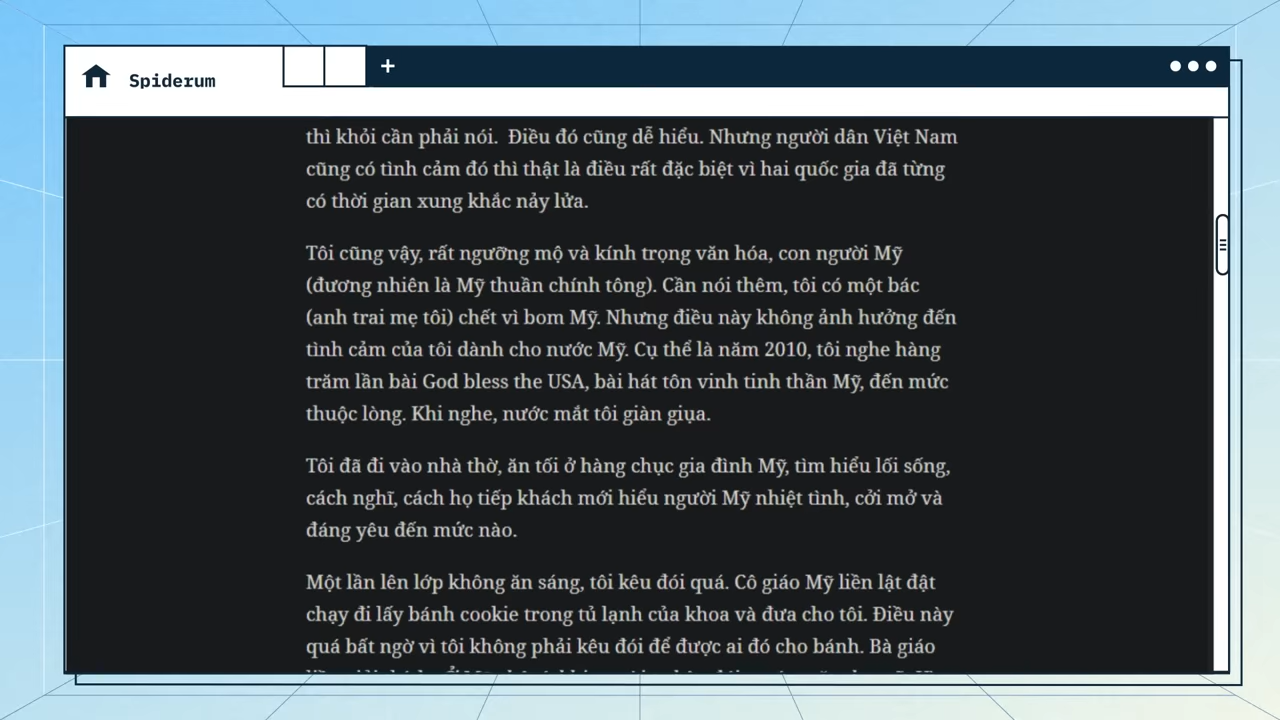 Spiderum
thì khỏi cần phải nói.  Điều đó cũng dễ hiểu. Nhưng người dân Việt Nam
cũng có tình cảm đó thì thật là điều rất đặc biệt vì hai quốc gia đã từng
có thời gian xung khắc nảy lửa.
Tôi cũng vậy, rất ngưỡng mộ và kính trọng văn hóa, con người Mỹ
(đương nhiên là Mỹ thuần chính tông). Cần nói thêm, tôi có một bác
(anh trai mẹ tôi) chết vì bom Mỹ. Nhưng điều này không ảnh hưởng đến
tình cảm của tôi dành cho nước Mỹ. Cụ thể là năm 2010, tôi nghe hàng
trăm lần bài God bless the USA, bài hát tôn vinh tinh thần Mỹ, đến mức
thuộc lòng. Khi nghe, nước mắt tôi giàn giụa.
Tôi đã đi vào nhà thờ, ăn tối ở hàng chục gia đình Mỹ, tìm hiểu lối sống,
cách nghĩ, cách họ tiếp khách mới hiểu người Mỹ nhiệt tình, cởi mở và
đáng yêu đến mức nào.
Một lần lên lớp không ăn sáng, tôi kêu đói quá. Cô giáo Mỹ liền lật đật
chạy đi lấy bánh cookie trong tủ lạnh của khoa và đưa cho tôi. Điều này
quá bất ngờ vì tôi không phải kêu đói để được ai đó cho bánh. Bà giáo